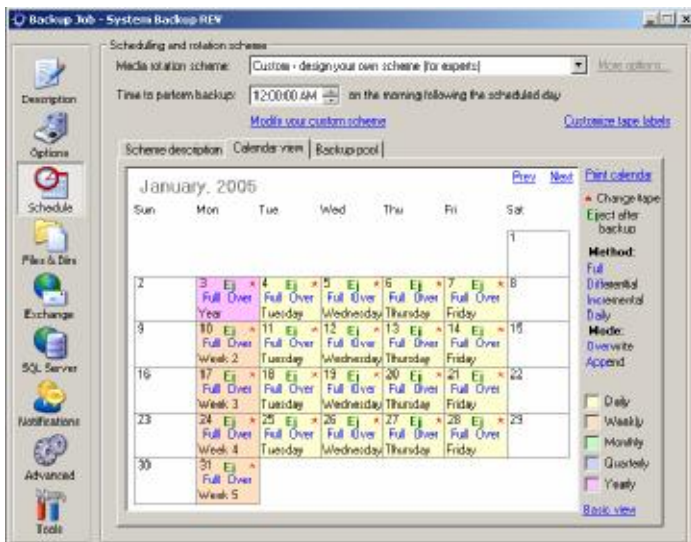 Backup Job - System Backup REV
Scheduling and rotation scheme
Media rotation scheme: Custom - design your own scheme (for experts) More options...
Time to perform backup: 12:00:00 AM on the morning following the scheduled day
Modify your custom scheme Customize tape labels
Scheme description Calendar view Backup pool
Description
Options
Schedule
Files & Dirs
Exchange
SQL Server
Notifications
Advanced
Tools
January, 2005
Prev Next
Sun Mon Tue Wed Thu Fri Sat
1
2 3 Ej * 4 Ej * 5 Ej * 6 Ej * 7 Ej * 8
Full Over Full Over Full Over Full Over Full Over
Year Tuesday Wednesday Thursday Friday
9 10 Ej * 11 Ej * 12 Ej * 13 Ej * 14 Ej * 15
Full Over Full Over Full Over Full Over Full Over
Week 2 Tuesday Wednesday Thursday Friday
16 17 Ej * 18 Ej * 19 Ej * 20 Ej * 21 Ej * 22
Full Over Full Over Full Over Full Over Full Over
Week 3 Tuesday Wednesday Thursday Friday
23 24 Ej * 25 Ej * 26 Ej * 27 Ej * 28 Ej * 29
Full Over Full Over Full Over Full Over Full Over
Week 4 Tuesday Wednesday Thursday Friday
30 31 Ej *
Full Over
Week 5
Print calendar
* Change tape
Ej Eject after
backup
Method:
Full
Differential
Incremental
Daily
Mode:
Overwrite
Append
Daily
Weekly
Monthly
Quarterly
Yearly
Basic view